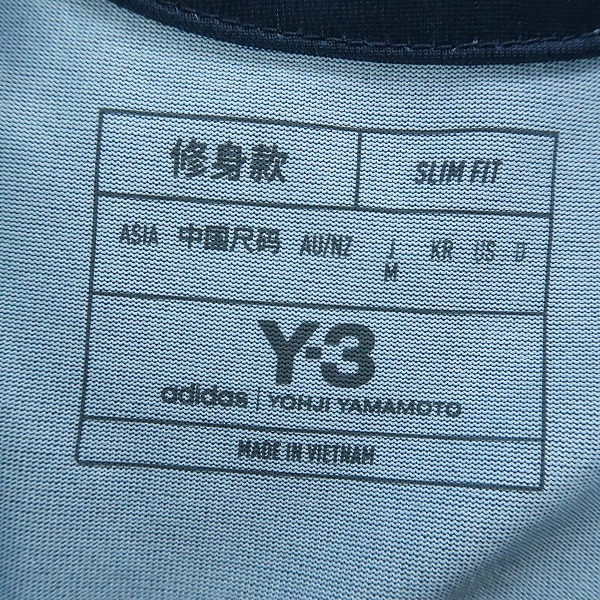 修身款 SLIM FIT
ASIA 中国尺码 AU/NZ J KR US D
M
Y-3
adidas | YOHJI YAMAMOTO
MADE IN VIETNAM